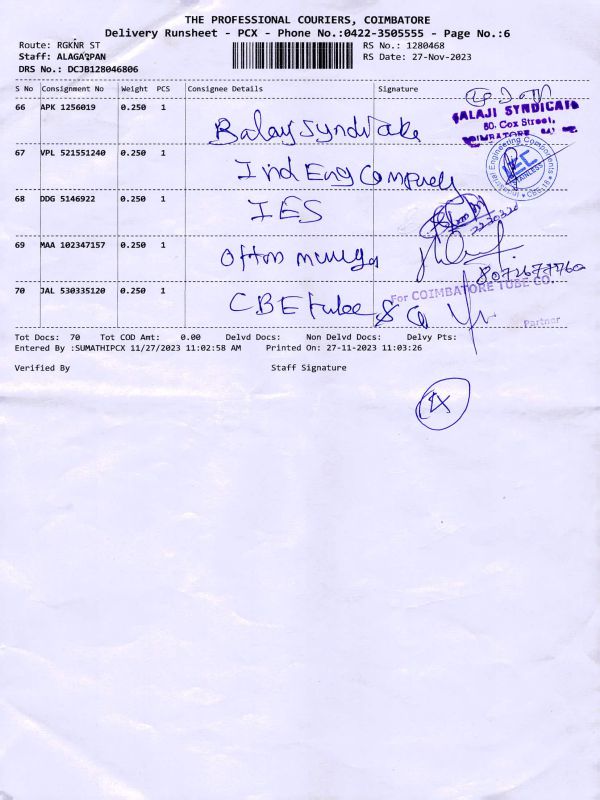 THE PROFESSIONAL COURIERS, COIMBATORE
Delivery Runsheet - PCX - Phone No.:0422-3505555 - Page No.:6
Route: RGKNR ST
RS No.: 1280468
Staff: ALAGAPPAN
RS Date: 27-Nov-2023
DRS No.: DCJB128046806
S No Consignment No Weight PCS Consignee Details Signature
66 APK 1256019 0.250 1
BALAJI SYNDICATE
80, Cox Street,
COIMBATORE
67 VPL 521551240 0.250 1 Ind Eng
Engineering Components
IEC
STAINLESS
68 DDG 5146922 0.250 1 IES
69 MAA 102347157 0.250 1
70 JAL 530335120 0.250 1 CBE tube & Co
For COIMBATORE TUBE CO.
Partner
Tot Docs: 70 Tot COD Amt: 0.00 Delvd Docs: Non Delvd Docs: Delvy Pts:
Entered By :SUMATHIPCX 11/27/2023 11:02:58 AM Printed On: 27-11-2023 11:03:26
Verified By Staff Signature